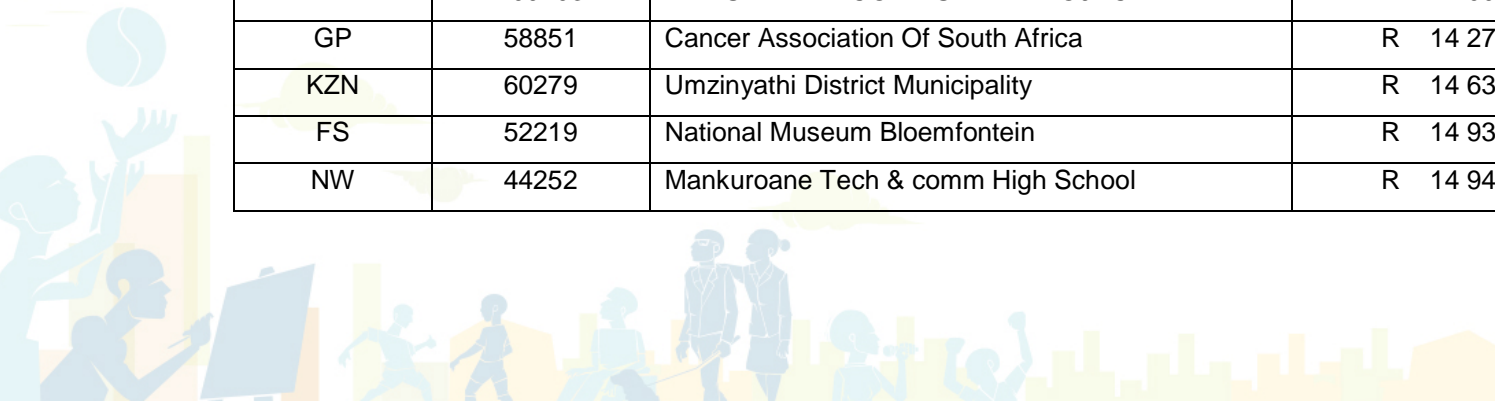 GP 58851 Cancer Association Of South Africa R 14 27
KZN 60279 Umzinyathi District Municipality R 14 63
FS 52219 National Museum Bloemfontein R 14 93
NW 44252 Mankuroane Tech & comm High School R 14 94